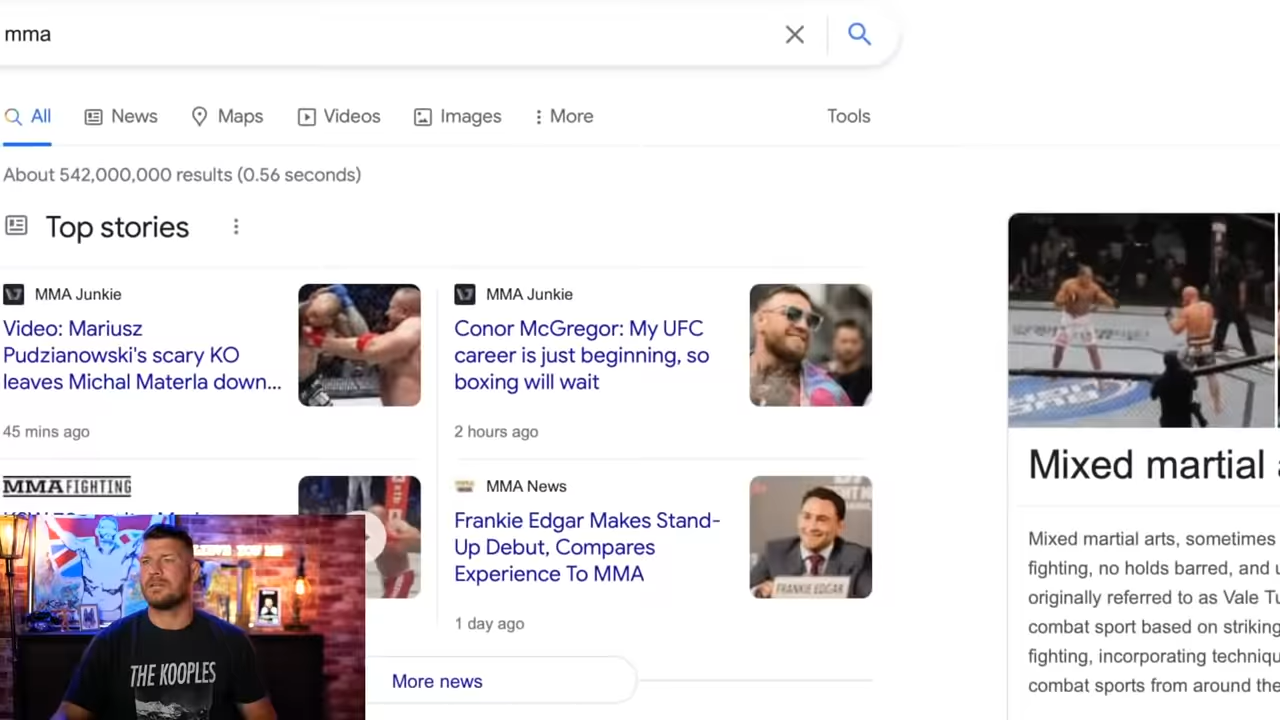 mma
All
News
Maps
Videos
Images
More
Tools
About 542,000,000 results (0.56 seconds)
Top stories
MMA Junkie
Video: Mariusz
Pudzianowski's scary KO
leaves Michal Materla down...
45 mins ago
MMA Junkie
Conor McGregor: My UFC
career is just beginning, so
boxing will wait
2 hours ago
MMAFIGHTING
MMA News
Frankie Edgar Makes Stand-
Up Debut, Compares
Experience To MMA
1 day ago
FRANKIE EDGAR
More news
THE KOOPLES
Mixed martial
Mixed martial arts, sometimes
fighting, no holds barred, and
originally referred to as Vale
combat sport based on striking
fighting, incorporating
combat sports from around the